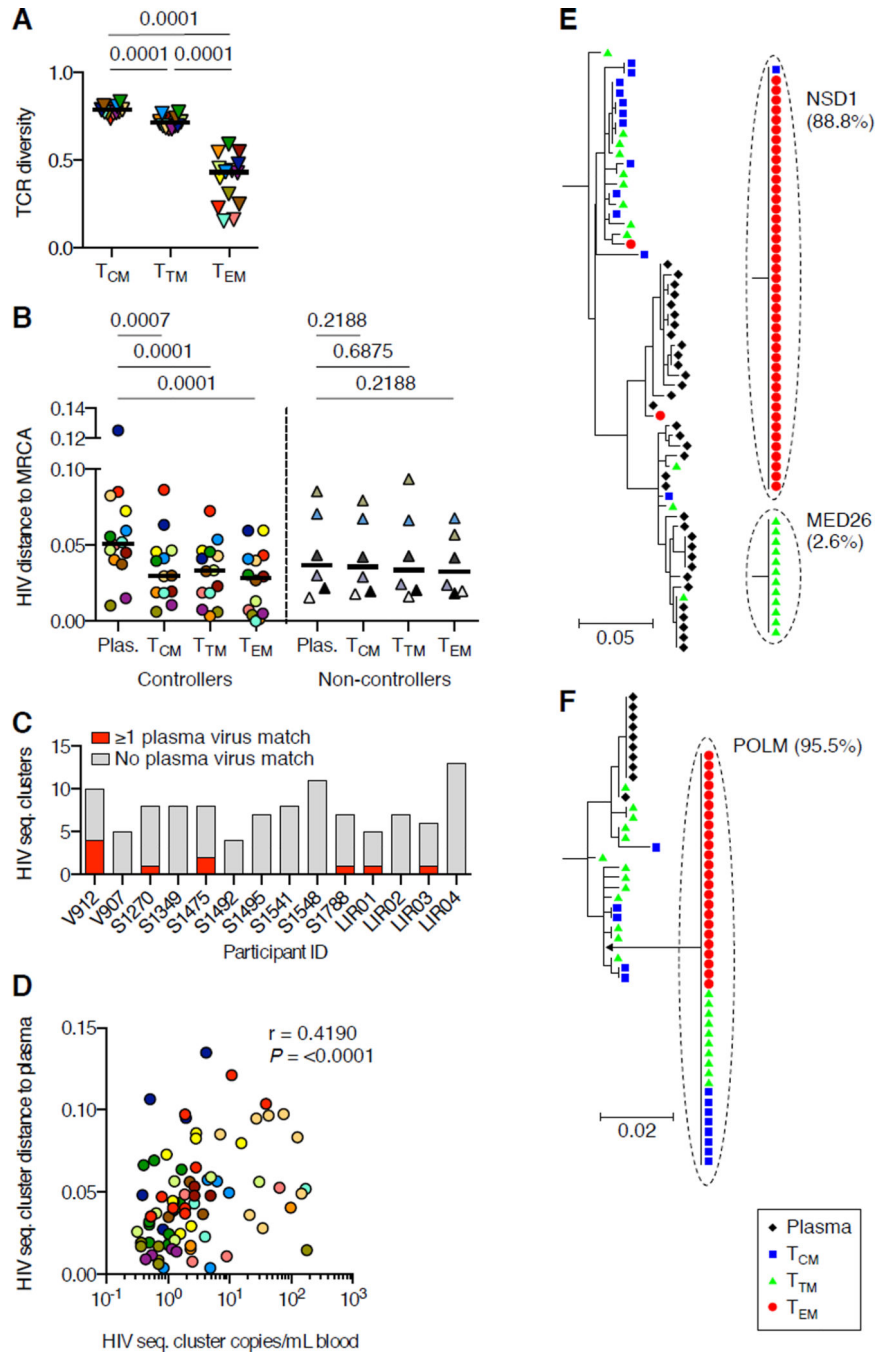 A
0.0001
0.0001 0.0001
TCR diversity
1.0
0.5
0.0
TCM TTM TEM
B
0.0007
0.0001
0.0001
0.2188
0.6875
0.2188
HIV distance to MRCA
0.14
0.12
0.10
0.05
0.00
Plas. TCM TTM TEM Plas. TCM TTM TEM
Controllers Non-controllers
C
≥1 plasma virus match
No plasma virus match
HIV seq. clusters
15
10
5
0
V912 V907 S1270 S1349 S1475 S1492 S1495 S1541 S1548 S1788 LIR01 LIR02 LIR03 LIR04
Participant ID
D
r = 0.4190
P = <0.0001
HIV seq. cluster distance to plasma
0.15
0.10
0.05
0.00
10-1 100 101 102 103
HIV seq. cluster copies/mL blood
E
NSD1
(88.8%)
MED26
(2.6%)
0.05
F
POLM (95.5%)
0.02
Plasma
TCM
TTM
TEM